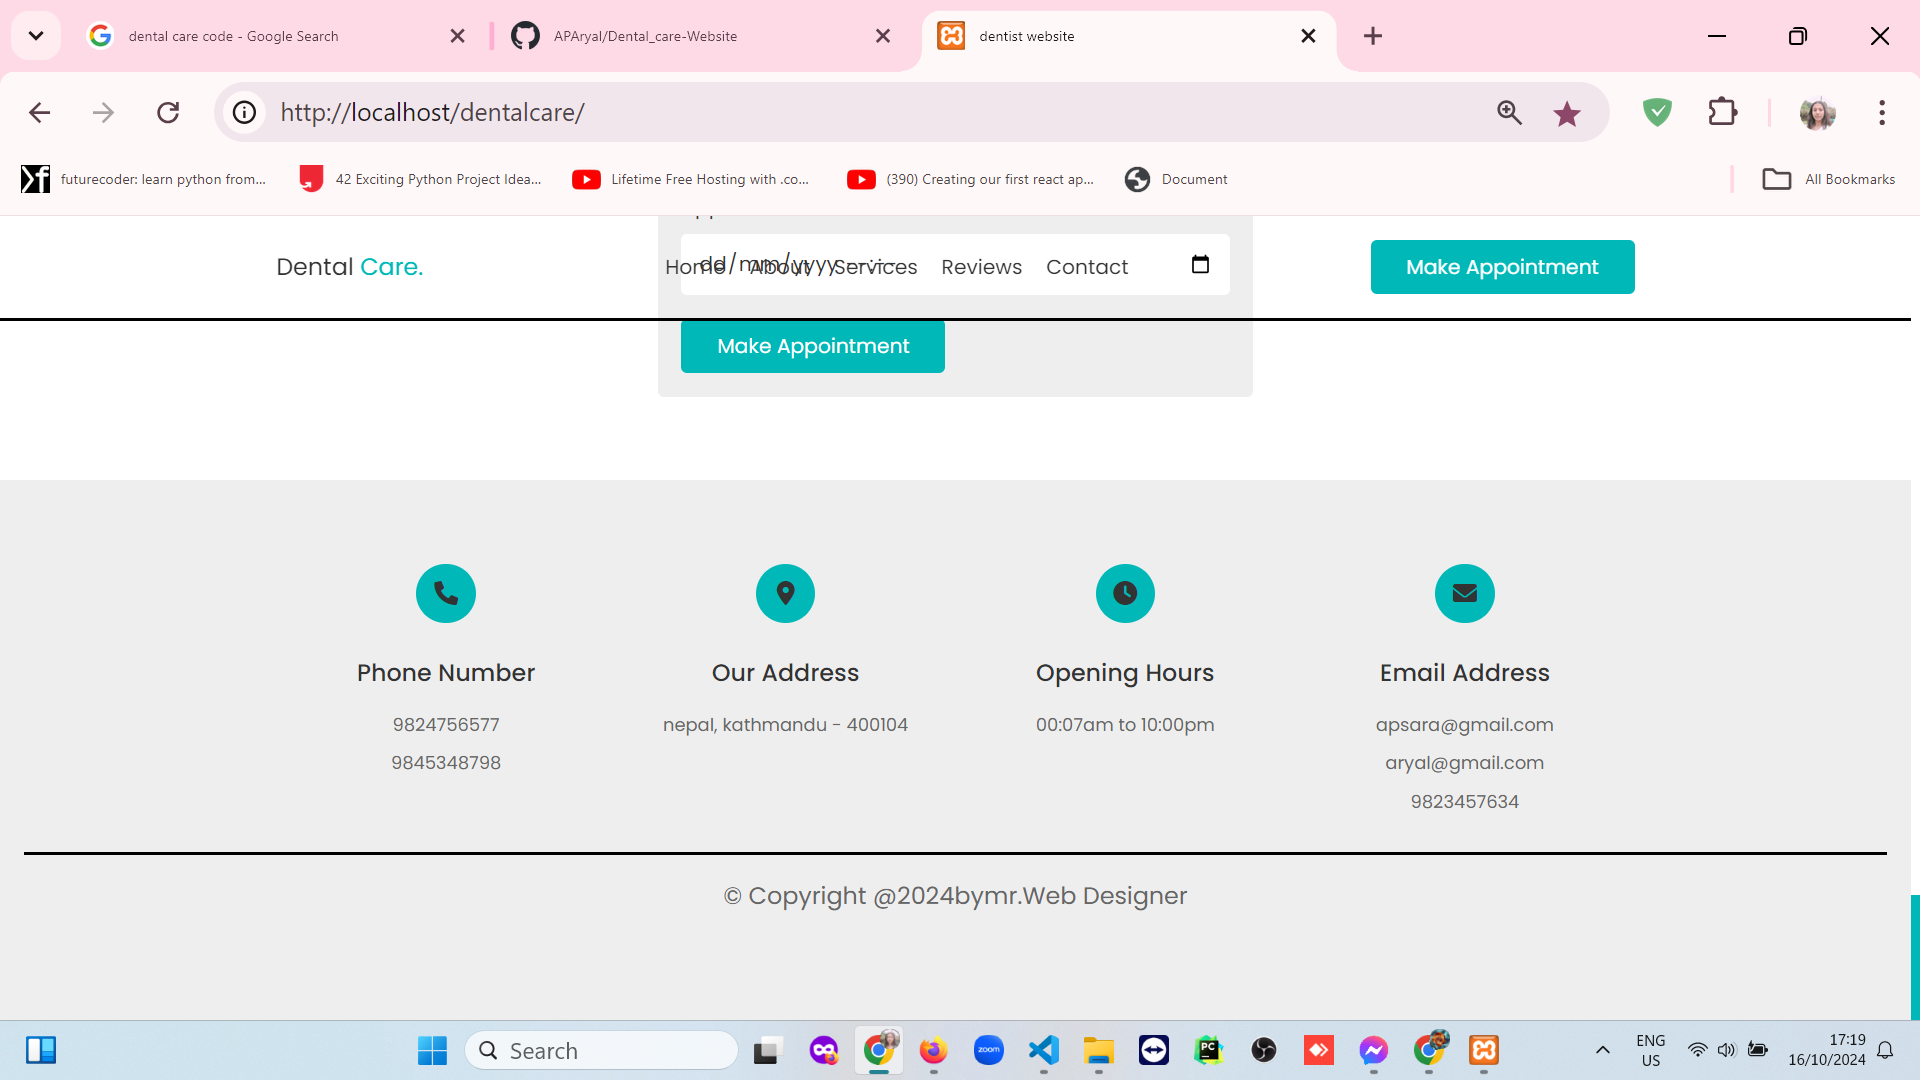 dental care code - Google Search
APAryal/Dental_care-Website
dentist website
http://localhost/dentalcare/
futurecoder: learn python from...
42 Exciting Python Project Idea...
Lifetime Free Hosting with .co...
(390) Creating our first react ap...
Document
All Bookmarks
Dental Care.
dd/mm/yyyy --:--
Home About Services Reviews Contact
Make Appointment
Make Appointment
Phone Number
9824756577
9845348798
Our Address
nepal, kathmandu - 400104
Opening Hours
00:07am to 10:00pm
Email Address
apsara@gmail.com
aryal@gmail.com
9823457634
© Copyright @2024bymr.Web Designer
Search
zoom
PC
ENG
US
17:19
16/10/2024